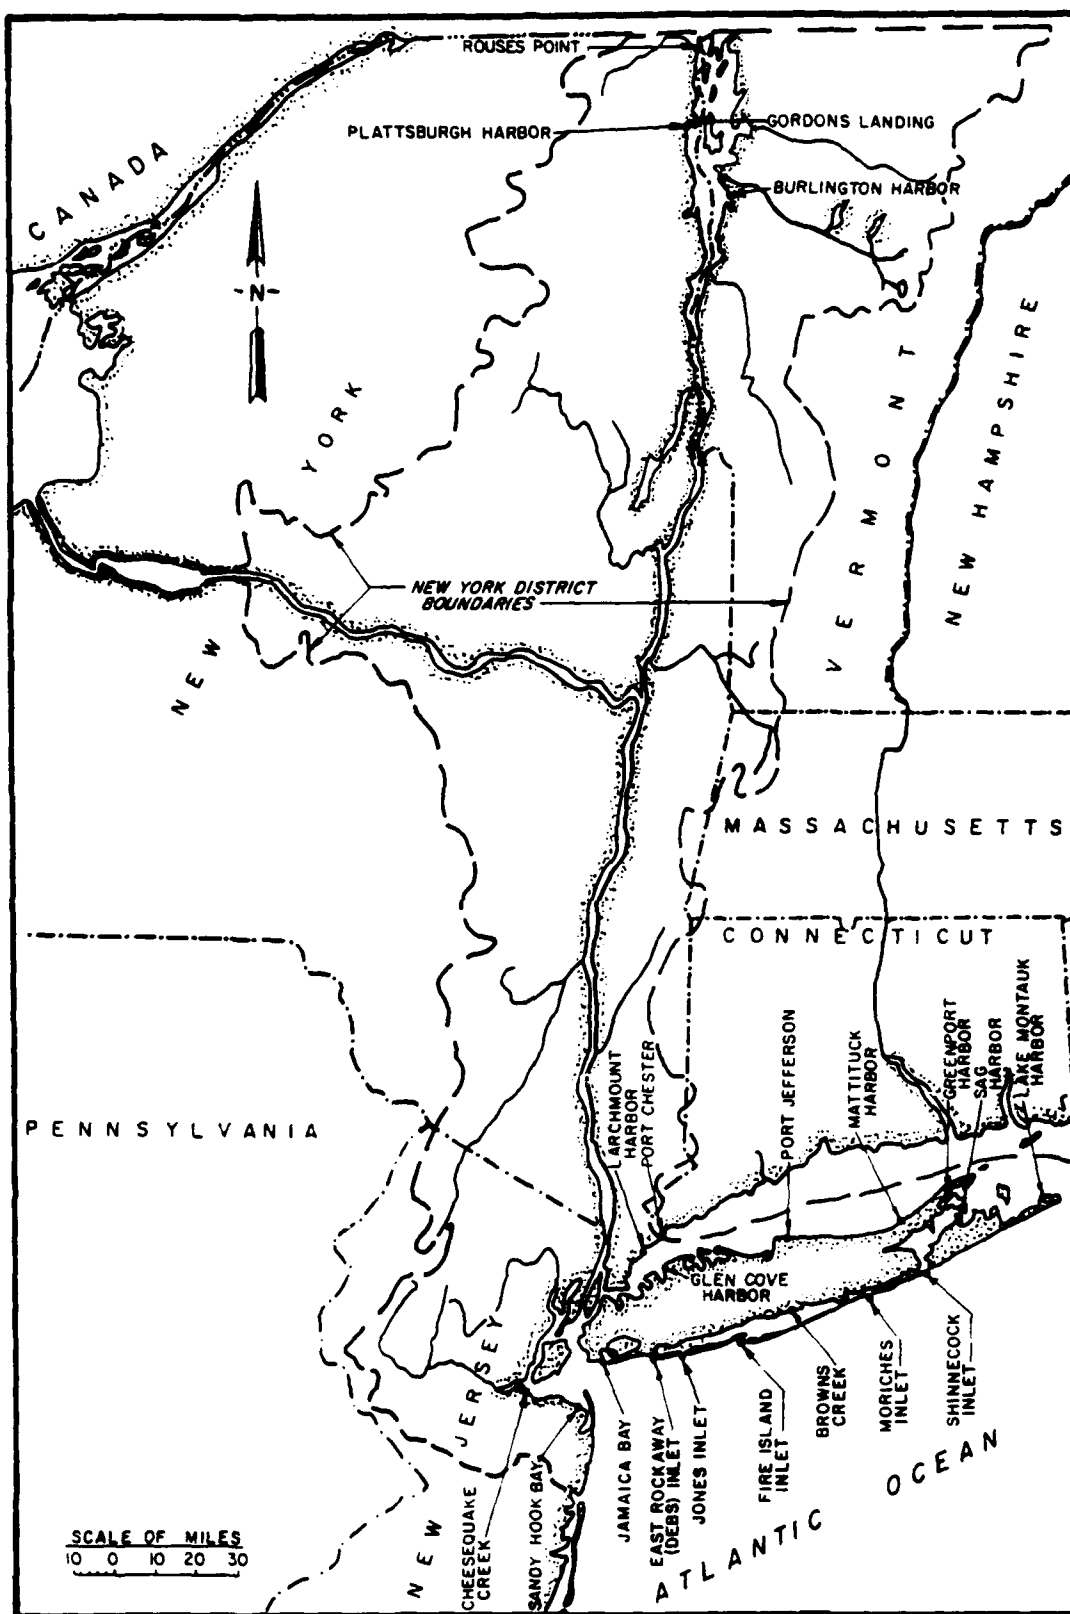 ROUSES POINT
PLATTSBURGH HARBOR
GORDONS LANDING
BURLINGTON HARBOR
CANADA
-N-
NEW YORK
VERMONT
NEW HAMPSHIRE
NEW YORK DISTRICT
BOUNDARIES
MASSACHUSETTS
CONNECTICUT
PENNSYLVANIA
LARCHMOUNT
HARBOR
PORT CHESTER
PORT JEFFERSON
MATTITUCK
HARBOR
GREENPORT
HARBOR
SAG
HARBOR
LAKE MONTAUK
HARBOR
GLEN COVE
HARBOR
NEW JERSEY
CHEESEQUAKE
CREEK
SANDY HOOK BAY
JAMAICA BAY
EAST ROCKAWAY
(DEBS) INLET
JONES INLET
FIRE ISLAND
INLET
BROWNS
CREEK
MORICHES
INLET
SHINNECOCK
INLET
ATLANTIC OCEAN
SCALE OF MILES
10 0 10 20 30